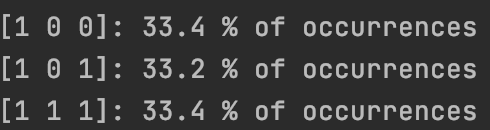 [1 0 0]: 33.4 % of occurrences
[1 0 1]: 33.2 % of occurrences
[1 1 1]: 33.4 % of occurrences